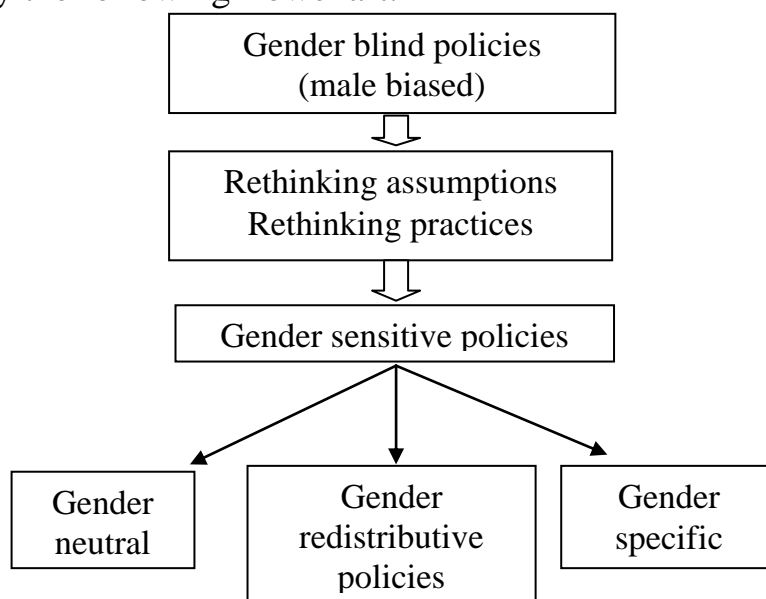 Gender blind policies
(male biased)
Rethinking assumptions
Rethinking practices
Gender sensitive policies
Gender
neutral
Gender
redistributive
policies
Gender
specific